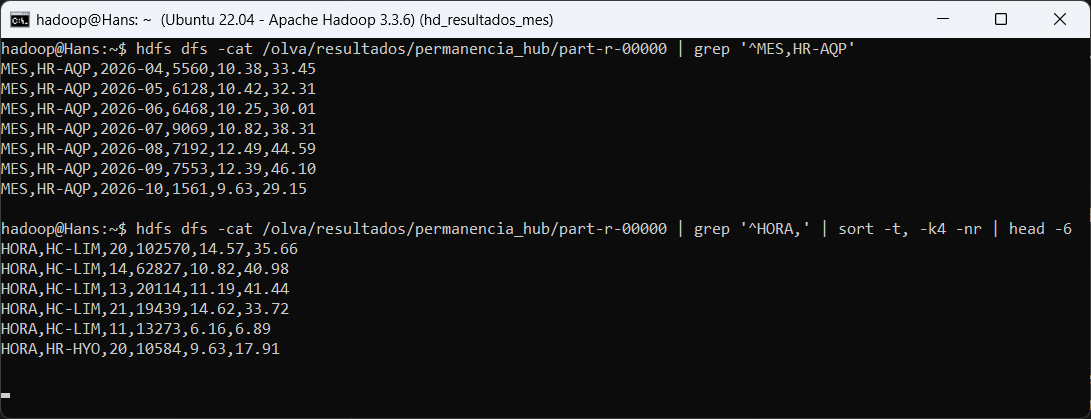 hadoop@Hans: ~  (Ubuntu 22.04 - Apache Hadoop 3.3.6) (hd_resultados_mes)
hadoop@Hans:~$ hdfs dfs -cat /olva/resultados/permanencia_hub/part-r-00000 | grep '^MES,HR-AQP'
MES,HR-AQP,2026-04,5560,10.38,33.45
MES,HR-AQP,2026-05,6128,10.42,32.31
MES,HR-AQP,2026-06,6468,10.25,30.01
MES,HR-AQP,2026-07,9069,10.82,38.31
MES,HR-AQP,2026-08,7192,12.49,44.59
MES,HR-AQP,2026-09,7553,12.39,46.10
MES,HR-AQP,2026-10,1561,9.63,29.15
hadoop@Hans:~$ hdfs dfs -cat /olva/resultados/permanencia_hub/part-r-00000 | grep '^HORA,' | sort -t, -k4 -nr | head -6
HORA,HC-LIM,20,102570,14.57,35.66
HORA,HC-LIM,14,62827,10.82,40.98
HORA,HC-LIM,13,20114,11.19,41.44
HORA,HC-LIM,21,19439,14.62,33.72
HORA,HC-LIM,11,13273,6.16,6.89
HORA,HR-HYO,20,10584,9.63,17.91